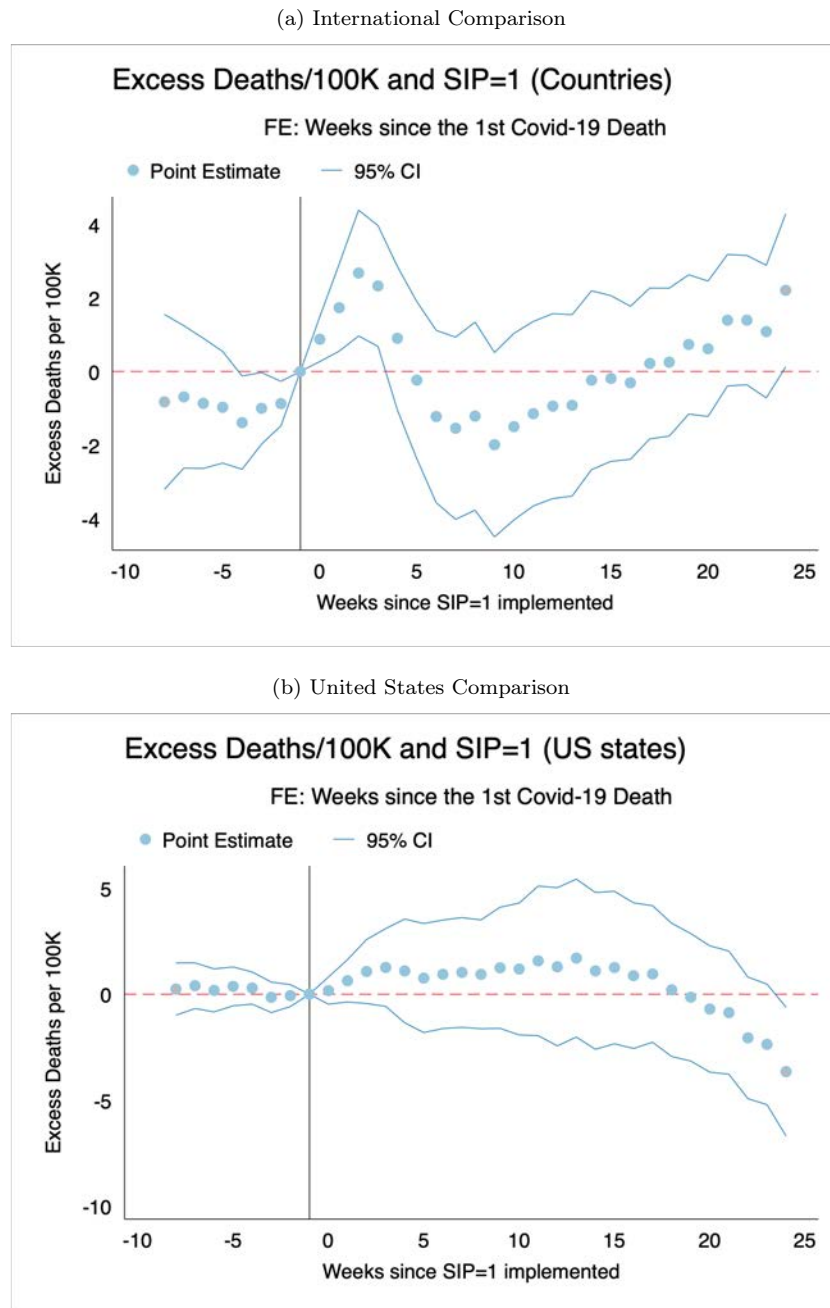 (a) International Comparison
Excess Deaths/100K and SIP=1 (Countries)
FE: Weeks since the 1st Covid-19 Death
Point Estimate 95% CI
Excess Deaths per 100K
4
2
0
-2
-4
-10 -5 0 5 10 15 20 25
Weeks since SIP=1 implemented
(b) United States Comparison
Excess Deaths/100K and SIP=1 (US states)
FE: Weeks since the 1st Covid-19 Death
Point Estimate 95% CI
Excess Deaths per 100K
5
0
-5
-10
-10 -5 0 5 10 15 20 25
Weeks since SIP=1 implemented